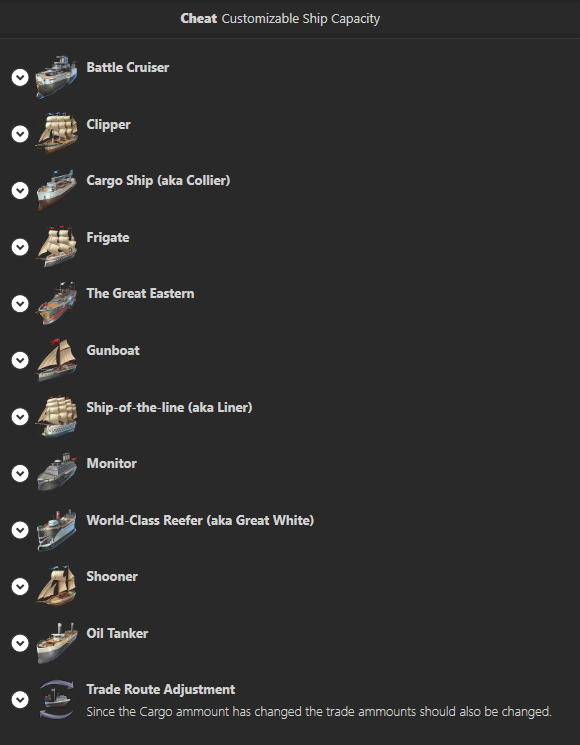 Cheat Customizable Ship Capacity
Battle Cruiser
Clipper
Cargo Ship (aka Collier)
Frigate
The Great Eastern
Gunboat
Ship-of-the-line (aka Liner)
Monitor
World-Class Reefer (aka Great White)
Shooner
Oil Tanker
Trade Route Adjustment
Since the Cargo ammount has changed the trade ammounts should also be changed.